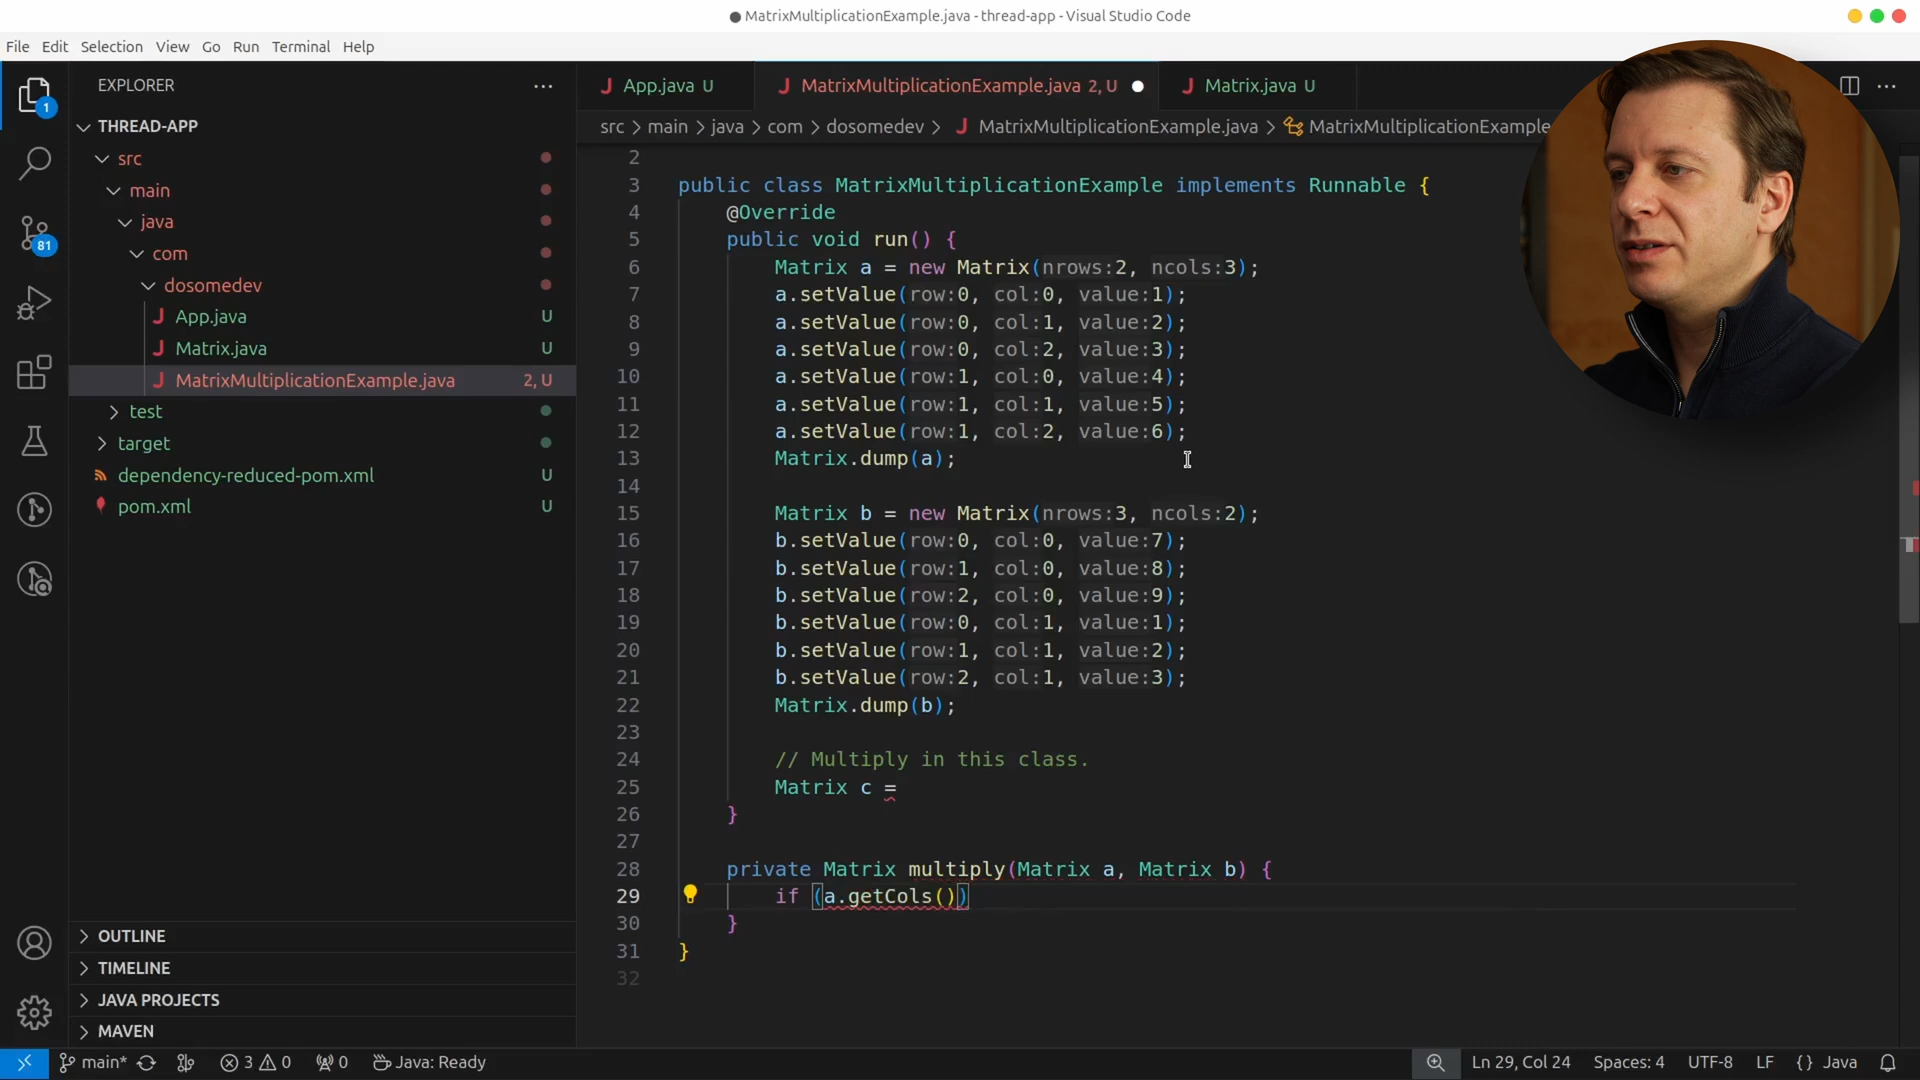 MatrixMultiplicationExample.java - thread-app - Visual Studio Code
File Edit Selection View Go Run Terminal Help
EXPLORER
App.java U
MatrixMultiplicationExample.java 2, U
Matrix.java U
src > main > java > com > dosomedev > MatrixMultiplicationExample.java > MatrixMultiplicationExample
THREAD-APP
src
main
java
com
dosomedev
App.java U
Matrix.java U
MatrixMultiplicationExample.java 2, U
test
target
dependency-reduced-pom.xml U
pom.xml U
OUTLINE
TIMELINE
JAVA PROJECTS
MAVEN
1
81
2
3 public class MatrixMultiplicationExample implements Runnable {
4 @Override
5 public void run() {
6 Matrix a = new Matrix(nrows:2, ncols:3);
7 a.setValue(row:0, col:0, value:1);
8 a.setValue(row:0, col:1, value:2);
9 a.setValue(row:0, col:2, value:3);
10 a.setValue(row:1, col:0, value:4);
11 a.setValue(row:1, col:1, value:5);
12 a.setValue(row:1, col:2, value:6);
13 Matrix.dump(a);
14
15 Matrix b = new Matrix(nrows:3, ncols:2);
16 b.setValue(row:0, col:0, value:7);
17 b.setValue(row:1, col:0, value:8);
18 b.setValue(row:2, col:0, value:9);
19 b.setValue(row:0, col:1, value:1);
20 b.setValue(row:1, col:1, value:2);
21 b.setValue(row:2, col:1, value:3);
22 Matrix.dump(b);
23
24 // Multiply in this class.
25 Matrix c =
26 }
27
28 private Matrix multiply(Matrix a, Matrix b) {
29 if (a.getCols())
30 }
31 }
32
main* 3 0 0 Java: Ready Ln 29, Col 24 Spaces: 4 UTF-8 LF {} Java